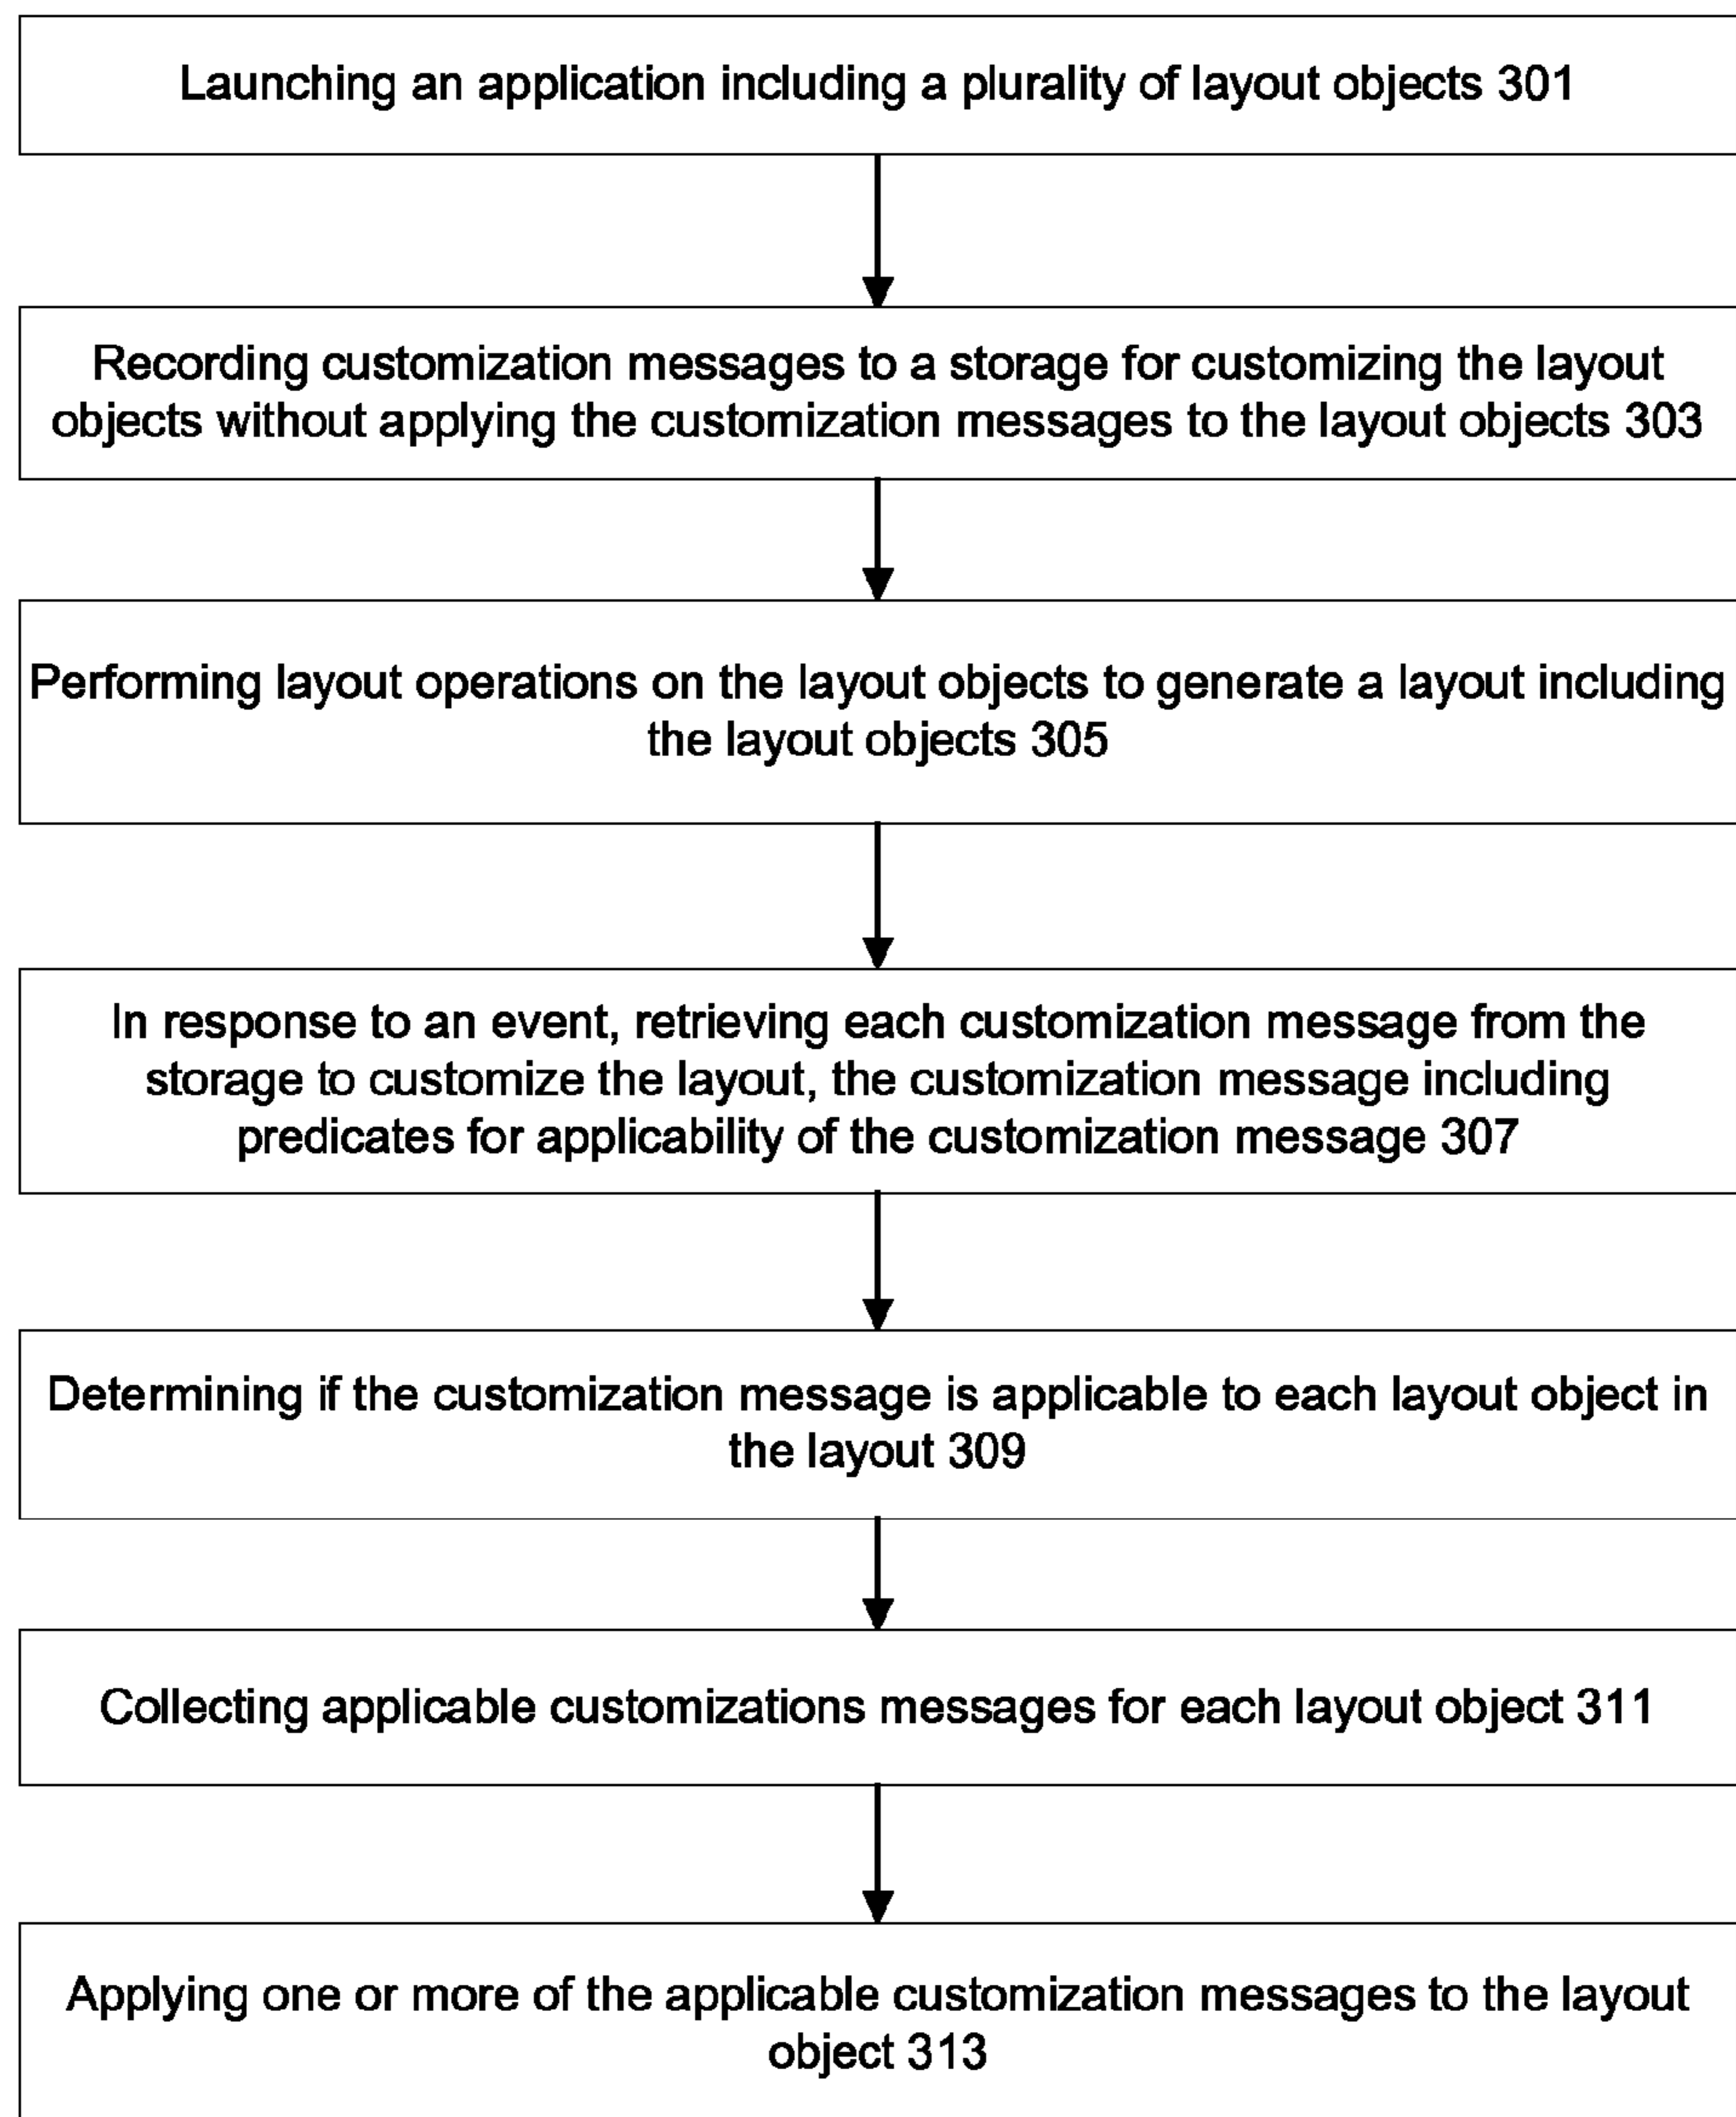 Launching an application including a plurality of layout objects 301
Recording customization messages to a storage for customizing the layout
objects without applying the customization messages to the layout objects 303
Performing layout operations on the layout objects to generate a layout including
the layout objects 305
In response to an event, retrieving each customization message from the
storage to customize the layout, the customization message including
predicates for applicability of the customization message 307
Determining if the customization message is applicable to each layout object in
the layout 309
Collecting applicable customizations messages for each layout object 311
Applying one or more of the applicable customization messages to the layout
object 313